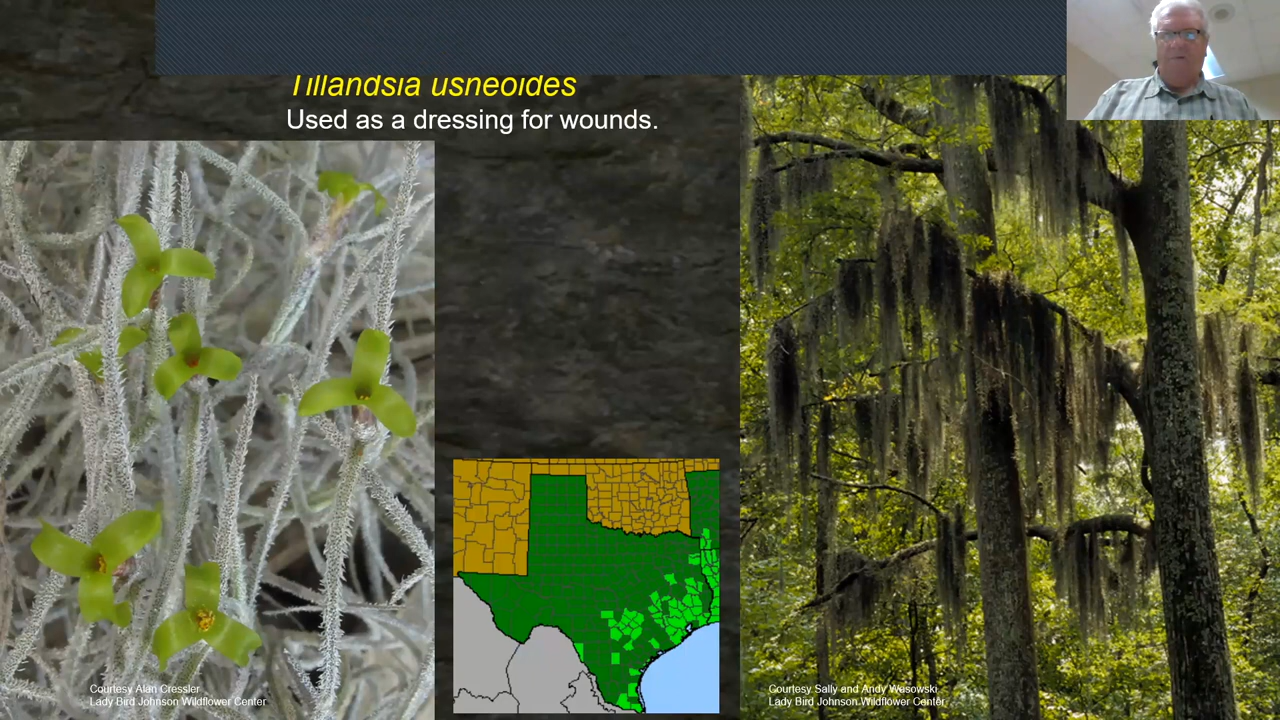 Tillandsia usneoides
Used as a dressing for wounds.
Courtesy Alan Cressler
Lady Bird Johnson Wildflower Center
Courtesy Sally and Andy Wasowski
Lady Bird Johnson Wildflower Center